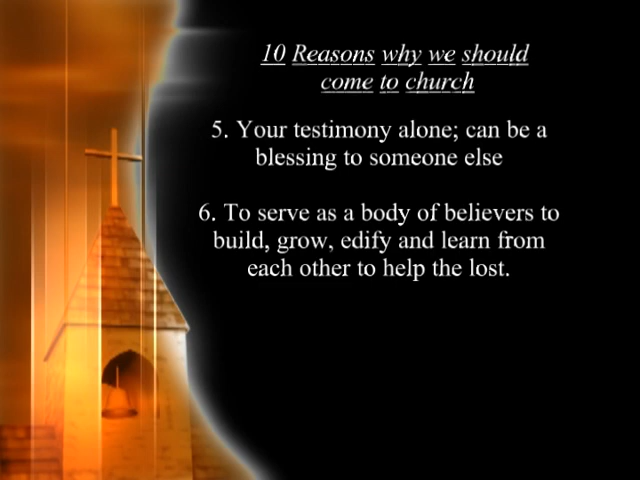 10 Reasons why we should
come to church
5. Your testimony alone; can be a
blessing to someone else
6. To serve as a body of believers to
build, grow, edify and learn from
each other to help the lost.